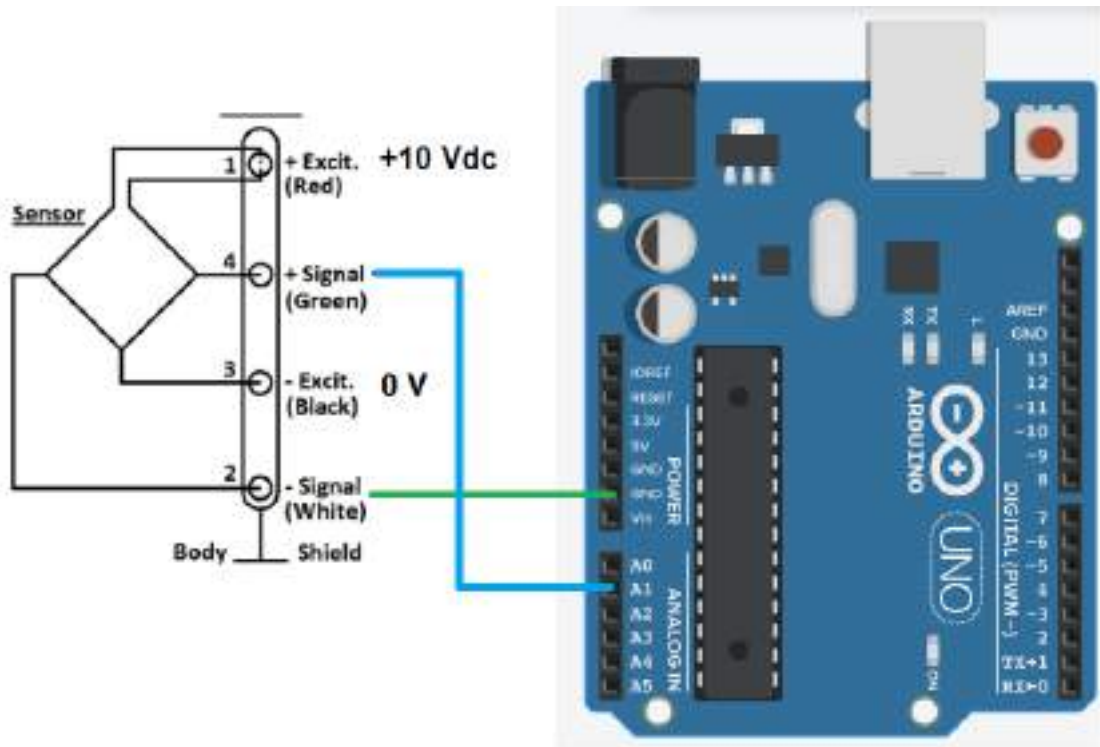 Sensor
1
+ Excit.
(Red)
+10 Vdc
4
+ Signal
(Green)
3
- Excit.
(Black)
0 V
2
- Signal
(White)
Body
Shield
IOREF
RESET
3.3V
5V
GND
GND
VIN
POWER
A0
A1
A2
A3
A4
A5
ANALOG IN
RX
TX
L
AREF
GND
13
12
~11
~10
~9
8
7
~6
~5
4
~3
2
TX→1
RX←0
DIGITAL (PWM~)
ARDUINO
UNO
ON